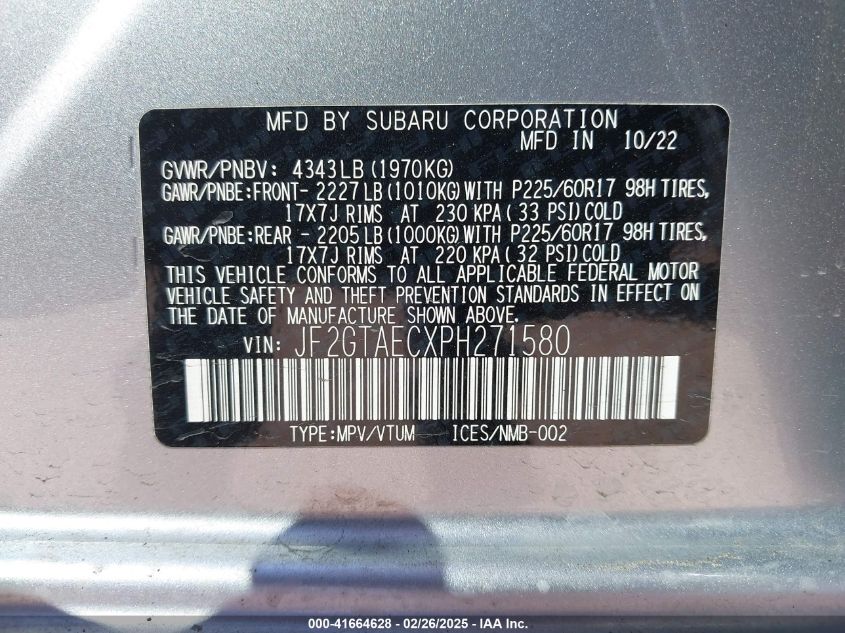 MFD BY SUBARU CORPORATION
MFD IN 10/22
GVWR/PNBV: 4343LB(1970KG)
GAWR/PNBE:FRONT- 2227LB(1010KG)WITH P225/60R17 98H TIRES,
17X7J RIMS AT 230 KPA( 33 PSI)COLD
GAWR/PNBE:REAR - 2205LB(1000KG)WITH P225/60R17 98H TIRES,
17X7J RIMS AT 220 KPA( 32 PSI)COLD
THIS VEHICLE CONFORMS TO ALL APPLICABLE FEDERAL MOTOR
VEHICLE SAFETY AND THEFT PREVENTION STANDARDS IN EFFECT ON
THE DATE OF MANUFACTURE SHOWN ABOVE.
VIN: JF2GTAECXPH271580
TYPE:MPV/VTUM ICES/NMB-002
000-41664628 - 02/26/2025 - IAAI.com